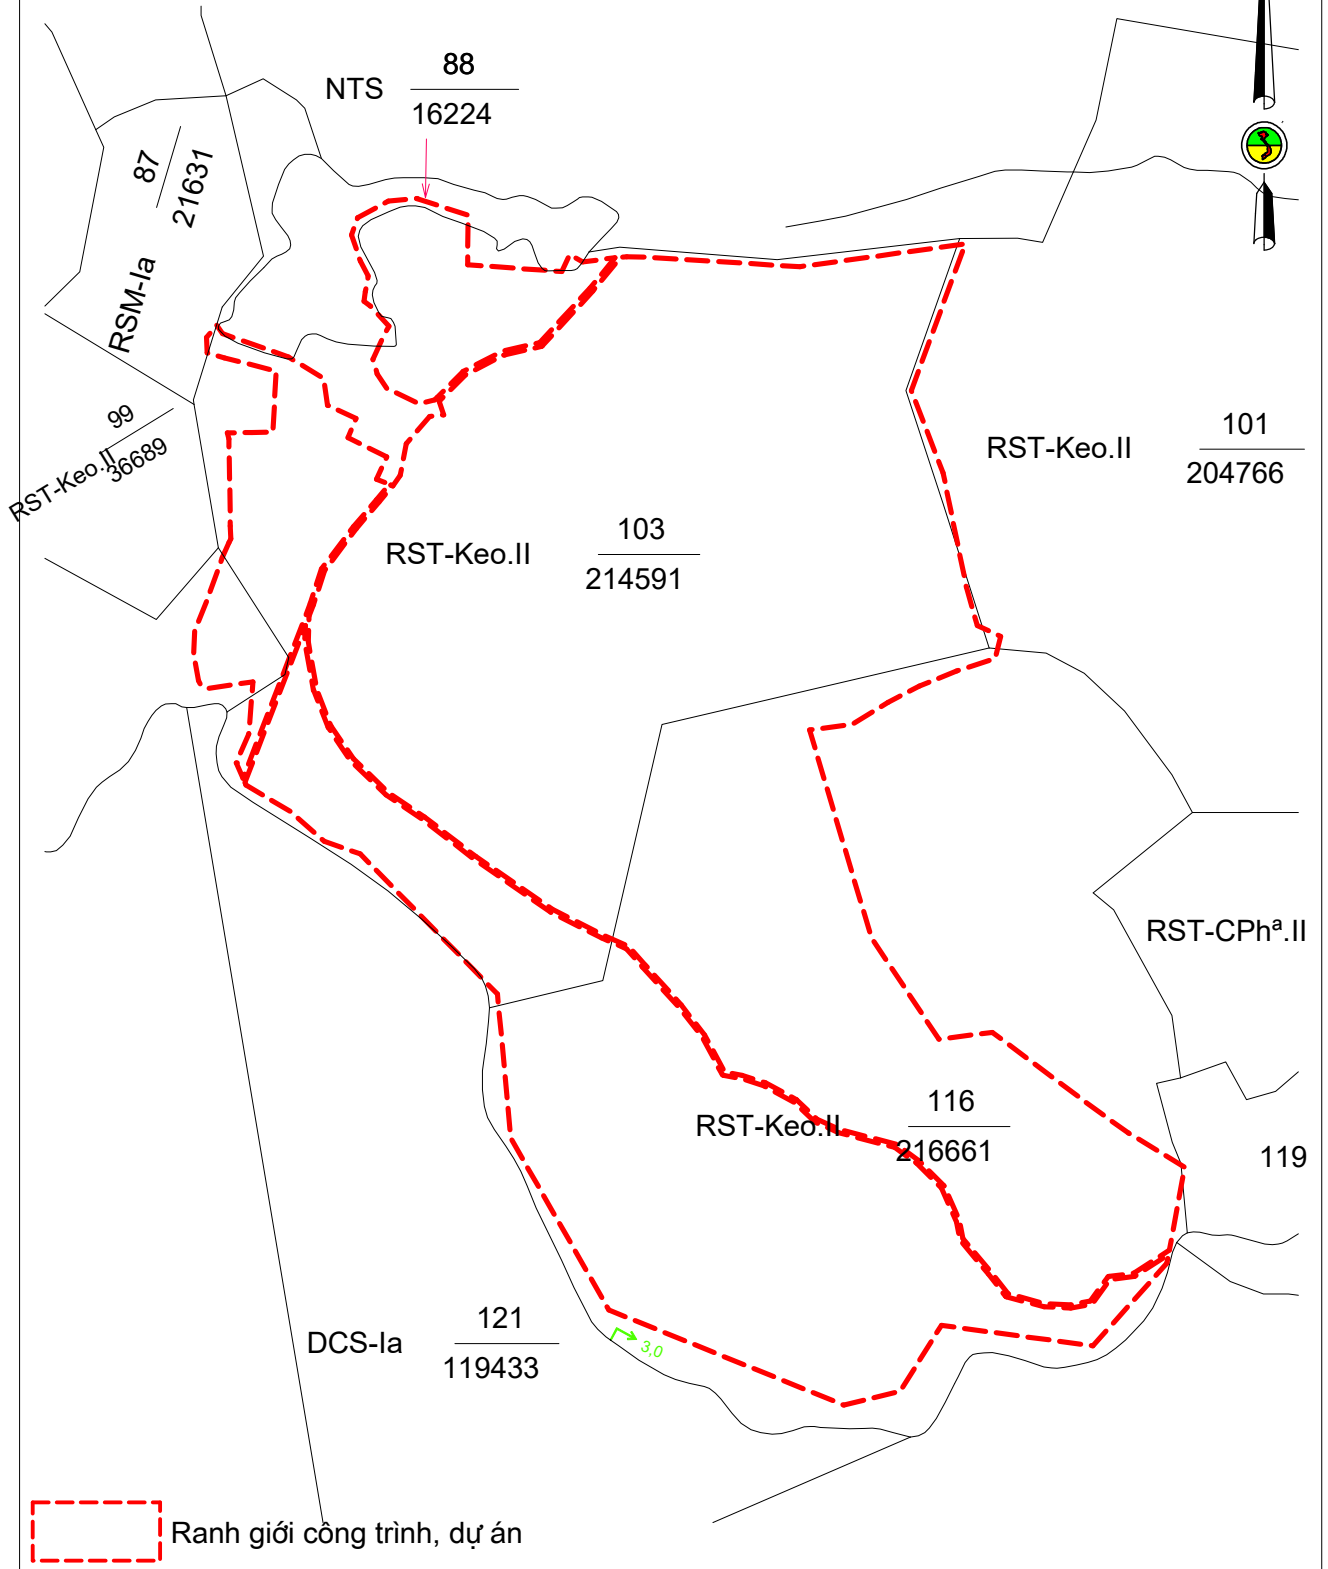 88
NTS
16224
87
21631
RSM-Ia
99
RST-Keo.II
36689
101
RST-Keo.II
204766
103
RST-Keo.II
214591
RST-CPhª.II
116
RST-Keo.II
216661
119
121
DCS-Ia
119433
3,0
Ranh giới công trình, dự án